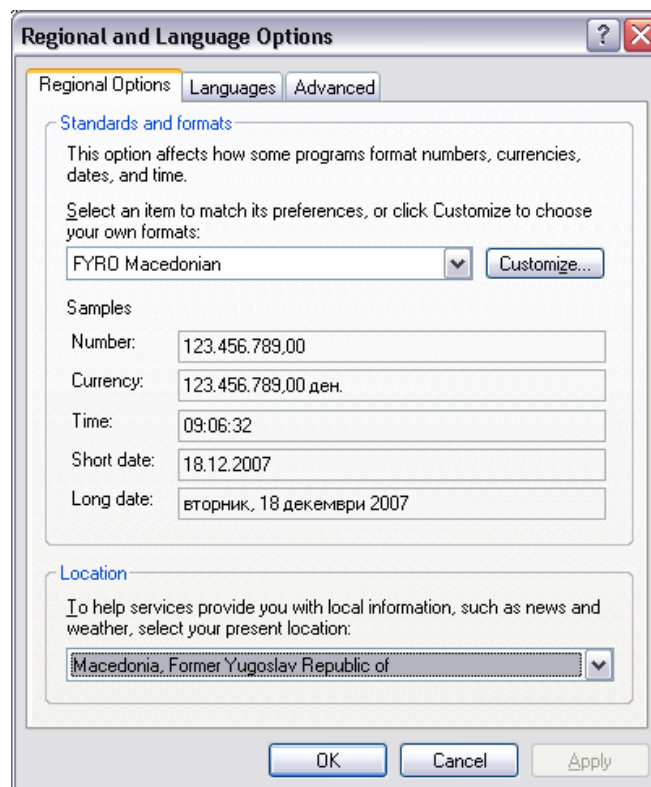 Regional and Language Options
Regional Options Languages Advanced
Standards and formats
This option affects how some programs format numbers, currencies,
dates, and time.
Select an item to match its preferences, or click Customize to choose
your own formats:
FYRO Macedonian Customize...
Samples
Number: 123.456.789,00
Currency: 123.456.789,00 ден.
Time: 09:06:32
Short date: 18.12.2007
Long date: вторник, 18 декември 2007
Location
To help services provide you with local information, such as news and
weather, select your present location:
Macedonia, Former Yugoslav Republic of
OK Cancel Apply